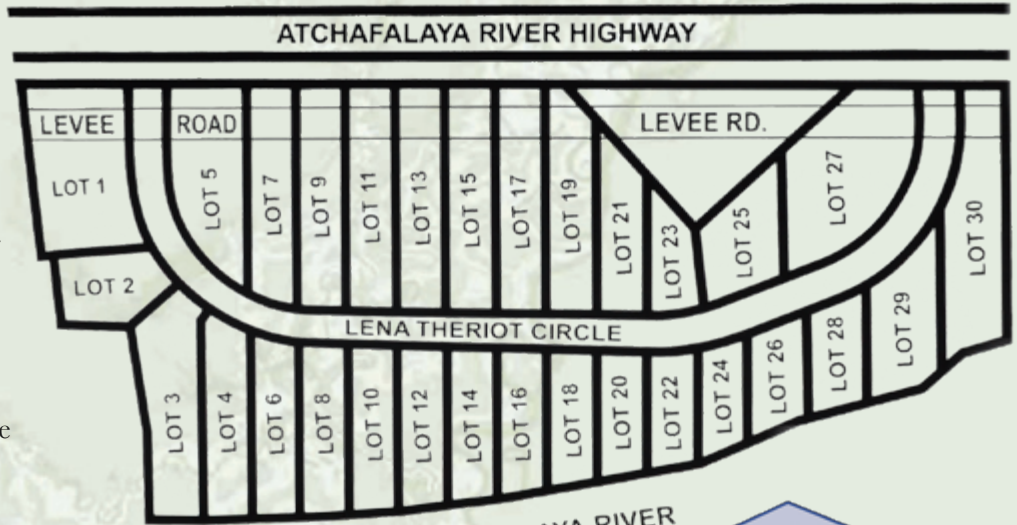 ATCHAFALAYA RIVER HIGHWAY
LEVEE
ROAD
LEVEE RD.
LOT 1
LOT 5
LOT 7
LOT 9
LOT 11
LOT 13
LOT 15
LOT 17
LOT 19
LOT 21
LOT 23
LOT 25
LOT 27
LOT 30
LOT 2
LENA THERIOT CIRCLE
LOT 3
LOT 4
LOT 6
LOT 8
LOT 10
LOT 12
LOT 14
LOT 16
LOT 18
LOT 20
LOT 22
LOT 24
LOT 26
LOT 28
LOT 29
RIVER